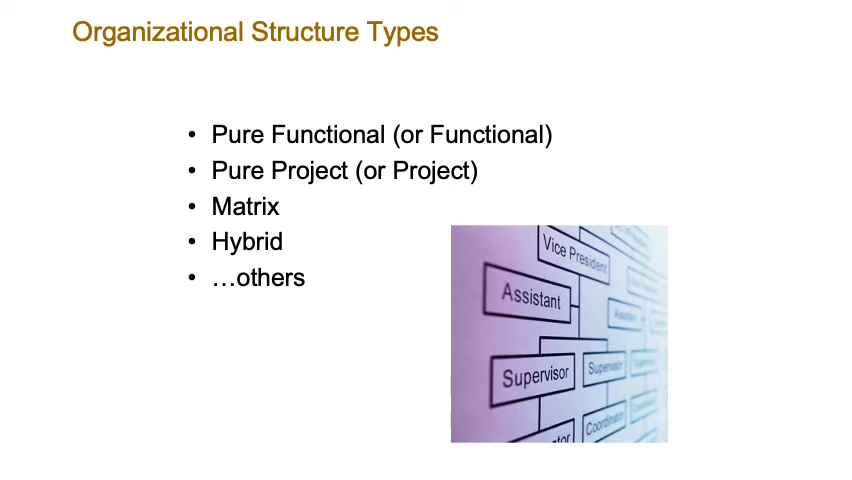 Organizational Structure Types
• Pure Functional (or Functional)
• Pure Project (or Project)
• Matrix
• Hybrid
• …others
Vice President
Assistant
Assistant
Supervisor
Supervisor
Coordinator